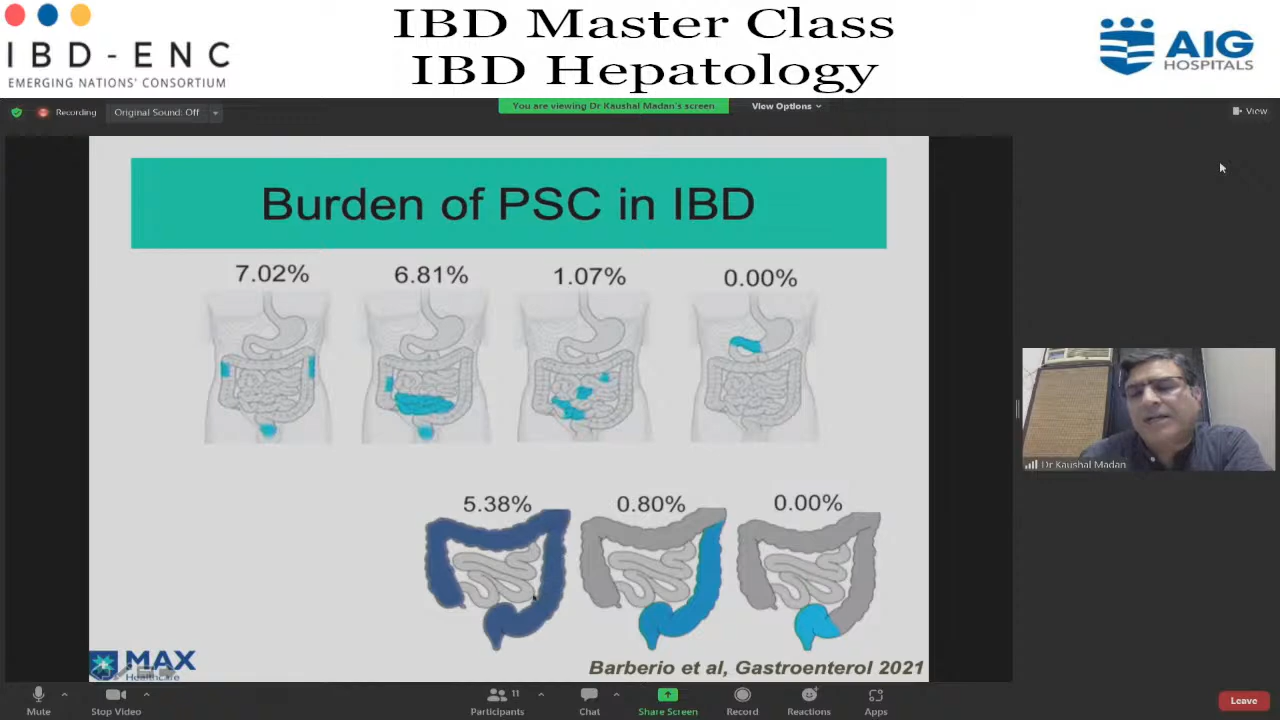 IBD Master Class
IBD Hepatology
IBD-ENC
EMERGING NATIONS' CONSORTIUM
AIG
HOSPITALS
Recording
Original Sound: Off
You are viewing Dr Kaushal Madan's screen
View Options
View
Burden of PSC in IBD
7.02%
6.81%
1.07%
0.00%
Dr Kaushal Madan
5.38%
0.80%
0.00%
MAX
Healthcare
Barberio et al, Gastroenterol 2021
Mute
Stop Video
Participants
11
Chat
Share Screen
Record
Reactions
Apps
Leave